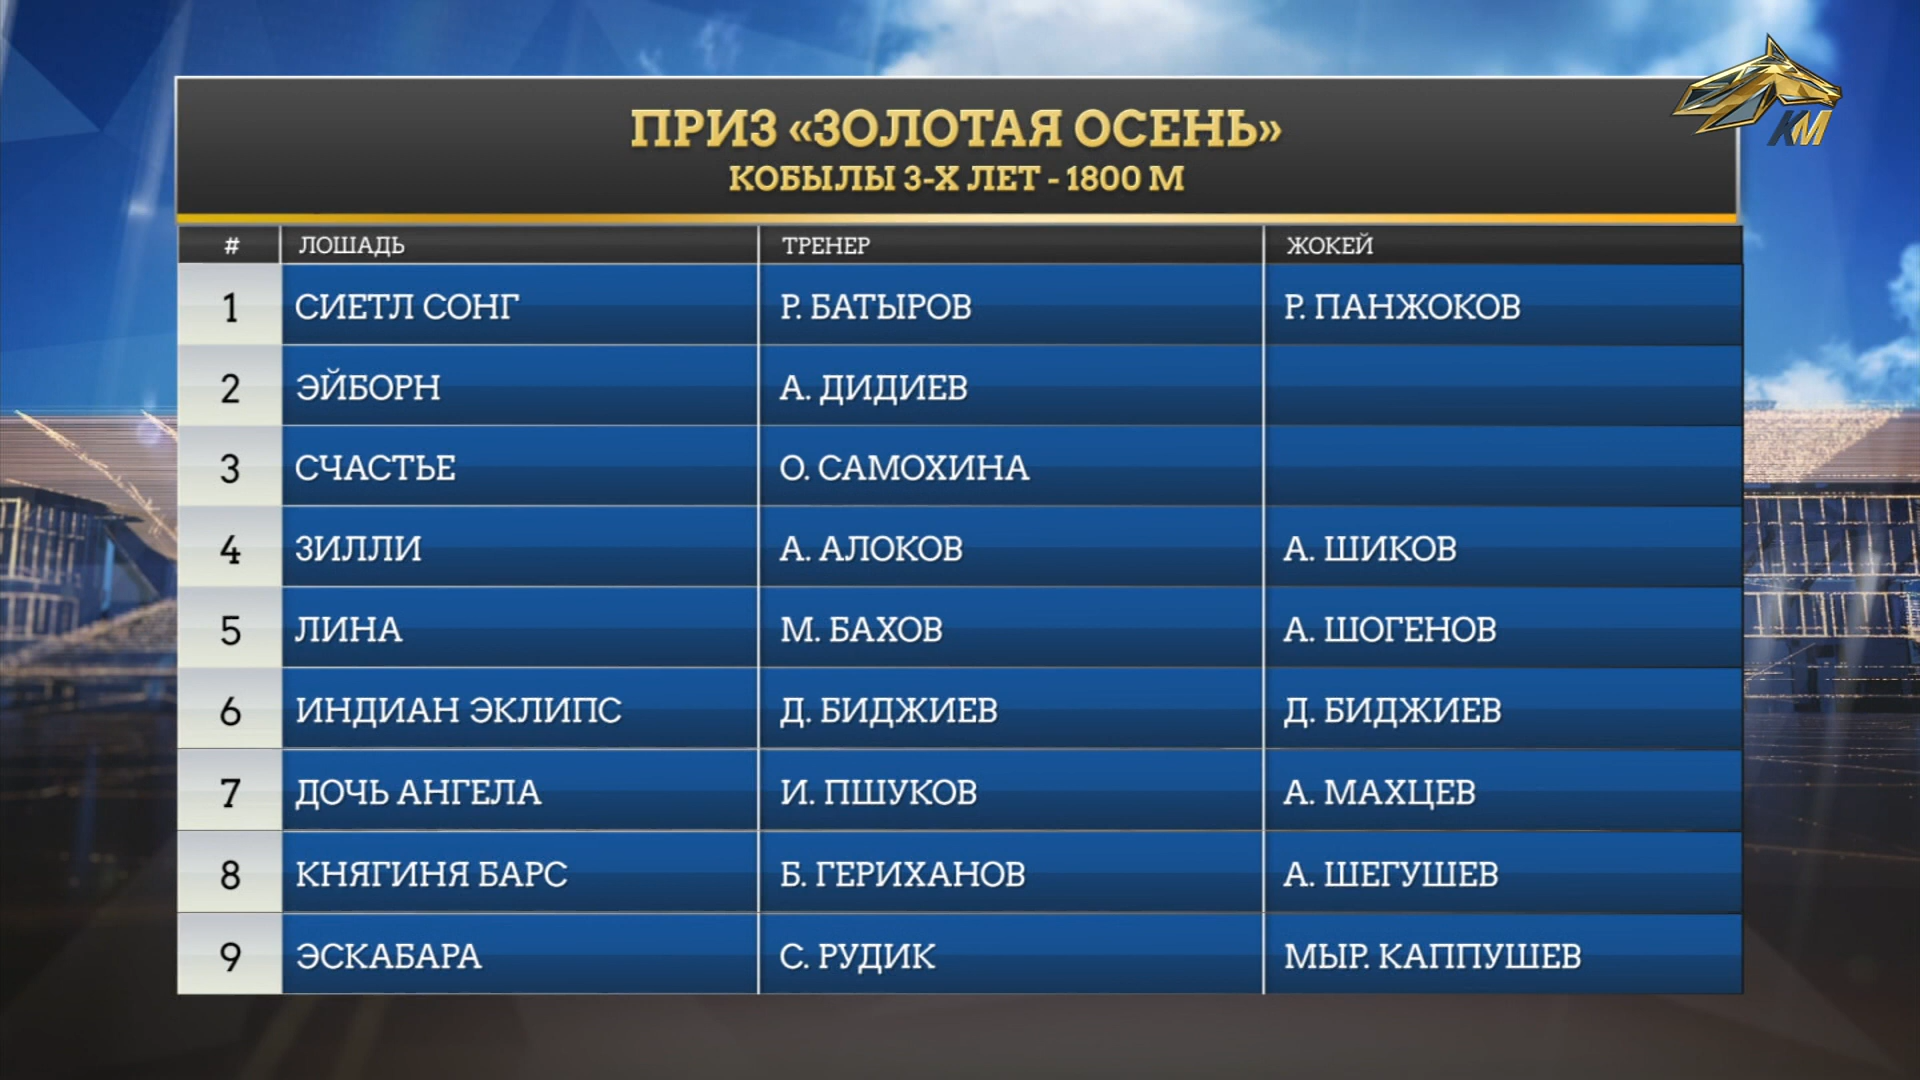 КМ
ПРИЗ «ЗОЛОТАЯ ОСЕНЬ»
КОБЫЛЫ 3-Х ЛЕТ - 1800 М
# ЛОШАДЬ ТРЕНЕР ЖОКЕЙ
1 СИЕТЛ СОНГ Р. БАТЫРОВ Р. ПАНЖОКОВ
2 ЭЙБОРН А. ДИДИЕВ
3 СЧАСТЬЕ О. САМОХИНА
4 ЗИЛЛИ А. АЛОКОВ А. ШИКОВ
5 ЛИНА М. БАХОВ А. ШОГЕНОВ
6 ИНДИАН ЭКЛИПС Д. БИДЖИЕВ Д. БИДЖИЕВ
7 ДОЧЬ АНГЕЛА И. ПШУКОВ А. МАХЦЕВ
8 КНЯГИНЯ БАРС Б. ГЕРИХАНОВ А. ШЕГУШЕВ
9 ЭСКАБАРА С. РУДИК МЫР. КАППУШЕВ